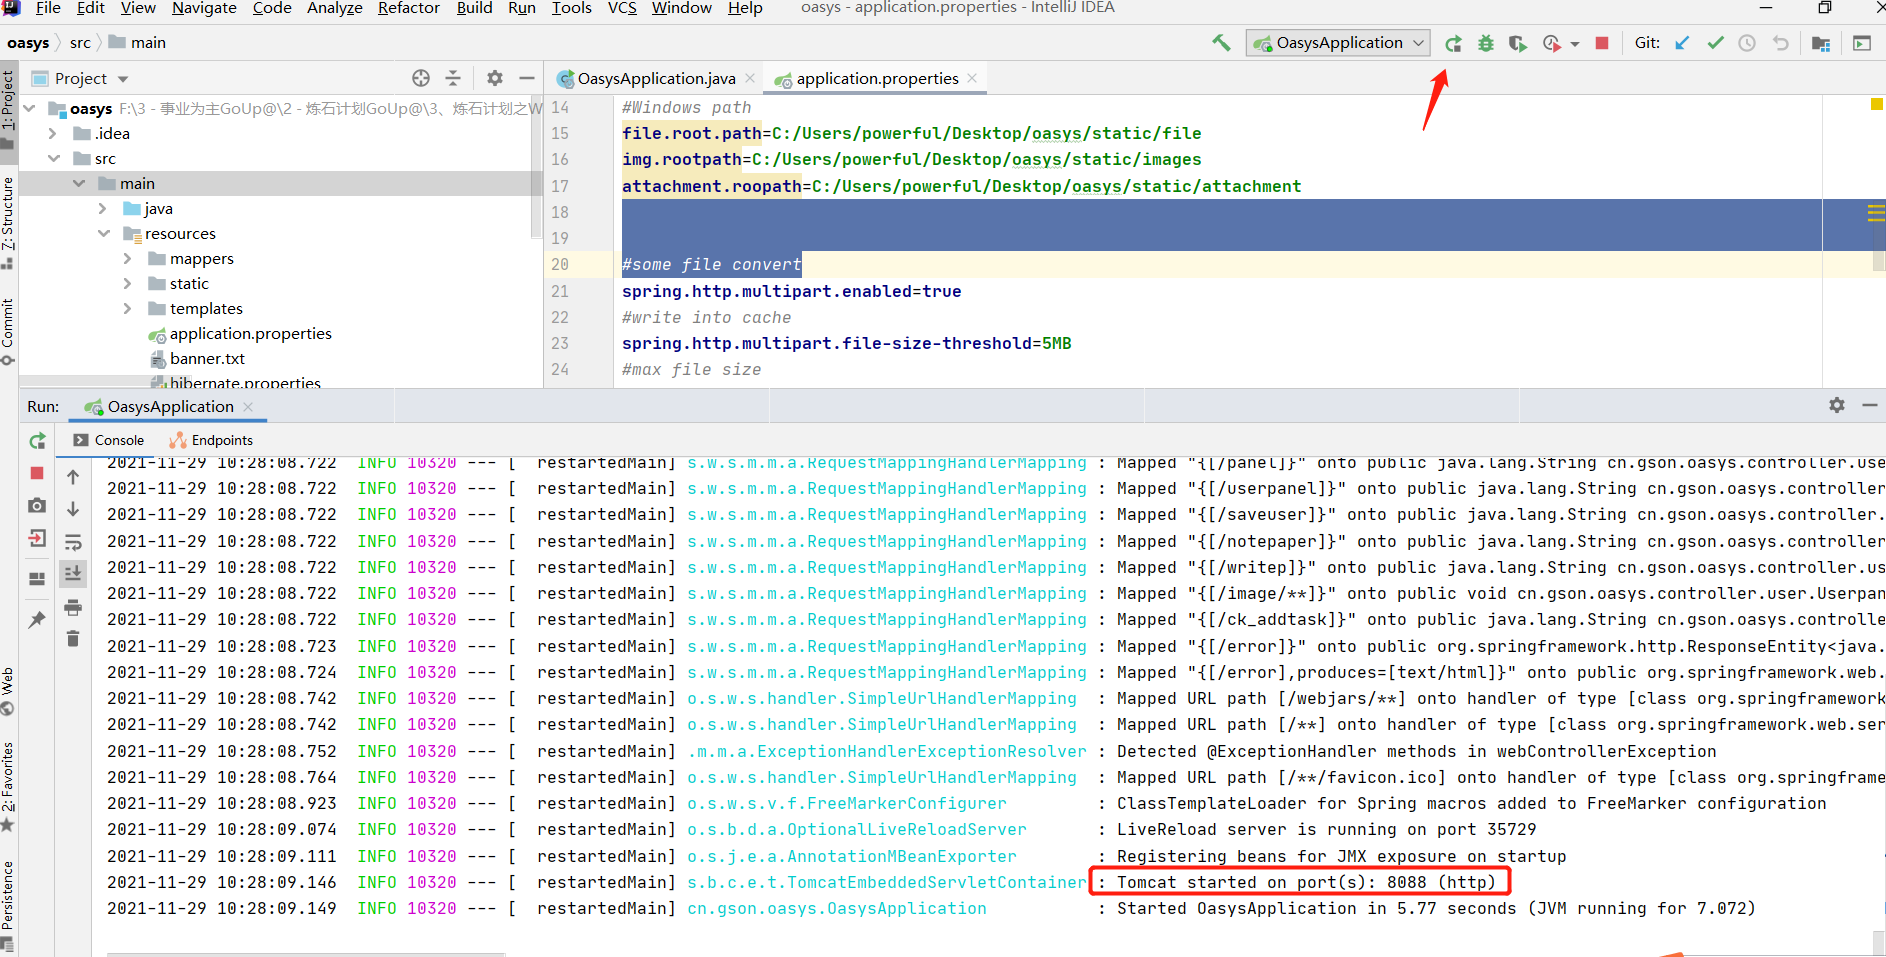 File Edit View Navigate Code Analyze Refactor Build Run Tools VCS Window Help oasys - application.properties - IntelliJ IDEA
oasys src main OasysApplication Git:
1: Project
7: Structure
Commit
Web
2: Favorites
Persistence
Project
oasys F:\3 - 事业为主GoUp@\2 - 炼石计划GoUp@\3、炼石计划之W
.idea
src
main
java
resources
mappers
static
templates
application.properties
banner.txt
hibernate.properties
OasysApplication.java application.properties
14 #Windows path
15 file.root.path=C:/Users/powerful/Desktop/oasys/static/file
16 img.rootpath=C:/Users/powerful/Desktop/oasys/static/images
17 attachment.roopath=C:/Users/powerful/Desktop/oasys/static/attachment
18
19
20 #some file convert
21 spring.http.multipart.enabled=true
22 #write into cache
23 spring.http.multipart.file-size-threshold=5MB
24 #max file size
Run: OasysApplication
Console Endpoints
2021-11-29 10:28:08.722 INFO 10320 --- [ restartedMain] s.w.s.m.m.a.RequestMappingHandlerMapping : Mapped "{[/panel]}" onto public java.lang.String cn.gson.oasys.controller.use
2021-11-29 10:28:08.722 INFO 10320 --- [ restartedMain] s.w.s.m.m.a.RequestMappingHandlerMapping : Mapped "{[/userpanel]}" onto public java.lang.String cn.gson.oasys.controller
2021-11-29 10:28:08.722 INFO 10320 --- [ restartedMain] s.w.s.m.m.a.RequestMappingHandlerMapping : Mapped "{[/saveuser]}" onto public java.lang.String cn.gson.oasys.controller.
2021-11-29 10:28:08.722 INFO 10320 --- [ restartedMain] s.w.s.m.m.a.RequestMappingHandlerMapping : Mapped "{[/notepaper]}" onto public java.lang.String cn.gson.oasys.controller
2021-11-29 10:28:08.722 INFO 10320 --- [ restartedMain] s.w.s.m.m.a.RequestMappingHandlerMapping : Mapped "{[/writep]}" onto public java.lang.String cn.gson.oasys.controller.us
2021-11-29 10:28:08.722 INFO 10320 --- [ restartedMain] s.w.s.m.m.a.RequestMappingHandlerMapping : Mapped "{[/image/**]}" onto public void cn.gson.oasys.controller.user.Userpan
2021-11-29 10:28:08.722 INFO 10320 --- [ restartedMain] s.w.s.m.m.a.RequestMappingHandlerMapping : Mapped "{[/ck_addtask]}" onto public java.lang.String cn.gson.oasys.controlle
2021-11-29 10:28:08.723 INFO 10320 --- [ restartedMain] s.w.s.m.m.a.RequestMappingHandlerMapping : Mapped "{[/error]}" onto public org.springframework.http.ResponseEntity<java.
2021-11-29 10:28:08.724 INFO 10320 --- [ restartedMain] s.w.s.m.m.a.RequestMappingHandlerMapping : Mapped "{[/error],produces=[text/html]}" onto public org.springframework.web.
2021-11-29 10:28:08.742 INFO 10320 --- [ restartedMain] o.s.w.s.handler.SimpleUrlHandlerMapping : Mapped URL path [/webjars/**] onto handler of type [class org.springframework
2021-11-29 10:28:08.742 INFO 10320 --- [ restartedMain] o.s.w.s.handler.SimpleUrlHandlerMapping : Mapped URL path [/**] onto handler of type [class org.springframework.web.ser
2021-11-29 10:28:08.752 INFO 10320 --- [ restartedMain] .m.m.a.ExceptionHandlerExceptionResolver : Detected @ExceptionHandler methods in webControllerException
2021-11-29 10:28:08.764 INFO 10320 --- [ restartedMain] o.s.w.s.handler.SimpleUrlHandlerMapping : Mapped URL path [/**/favicon.ico] onto handler of type [class org.springframe
2021-11-29 10:28:08.923 INFO 10320 --- [ restartedMain] o.s.w.s.v.f.FreeMarkerConfigurer : ClassTemplateLoader for Spring macros added to FreeMarker configuration
2021-11-29 10:28:09.074 INFO 10320 --- [ restartedMain] o.s.b.d.a.OptionalLiveReloadServer : LiveReload server is running on port 35729
2021-11-29 10:28:09.111 INFO 10320 --- [ restartedMain] o.s.j.e.a.AnnotationMBeanExporter : Registering beans for JMX exposure on startup
2021-11-29 10:28:09.146 INFO 10320 --- [ restartedMain] s.b.c.e.t.TomcatEmbeddedServletContainer : Tomcat started on port(s): 8088 (http)
2021-11-29 10:28:09.149 INFO 10320 --- [ restartedMain] cn.gson.oasys.OasysApplication : Started OasysApplication in 5.77 seconds (JVM running for 7.072)